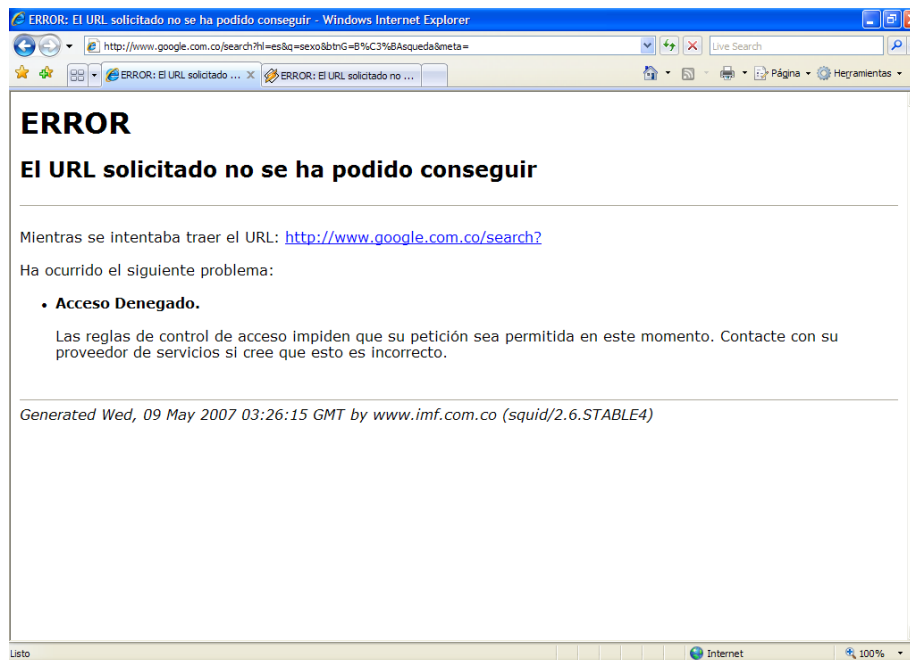 ERROR: El URL solicitado no se ha podido conseguir - Windows Internet Explorer
http://www.google.com.co/search?hl=es&q=sexo&btnG=B%C3%BAsqueda&meta=
Live Search
ERROR: El URL solicitado ...
ERROR: El URL solicitado no ...
Página
Herramientas
ERROR
El URL solicitado no se ha podido conseguir
Mientras se intentaba traer el URL: http://www.google.com.co/search?
Ha ocurrido el siguiente problema:
• Acceso Denegado.
Las reglas de control de acceso impiden que su petición sea permitida en este momento. Contacte con su
proveedor de servicios si cree que esto es incorrecto.
Generated Wed, 09 May 2007 03:26:15 GMT by www.imf.com.co (squid/2.6.STABLE4)
Listo
Internet
100%